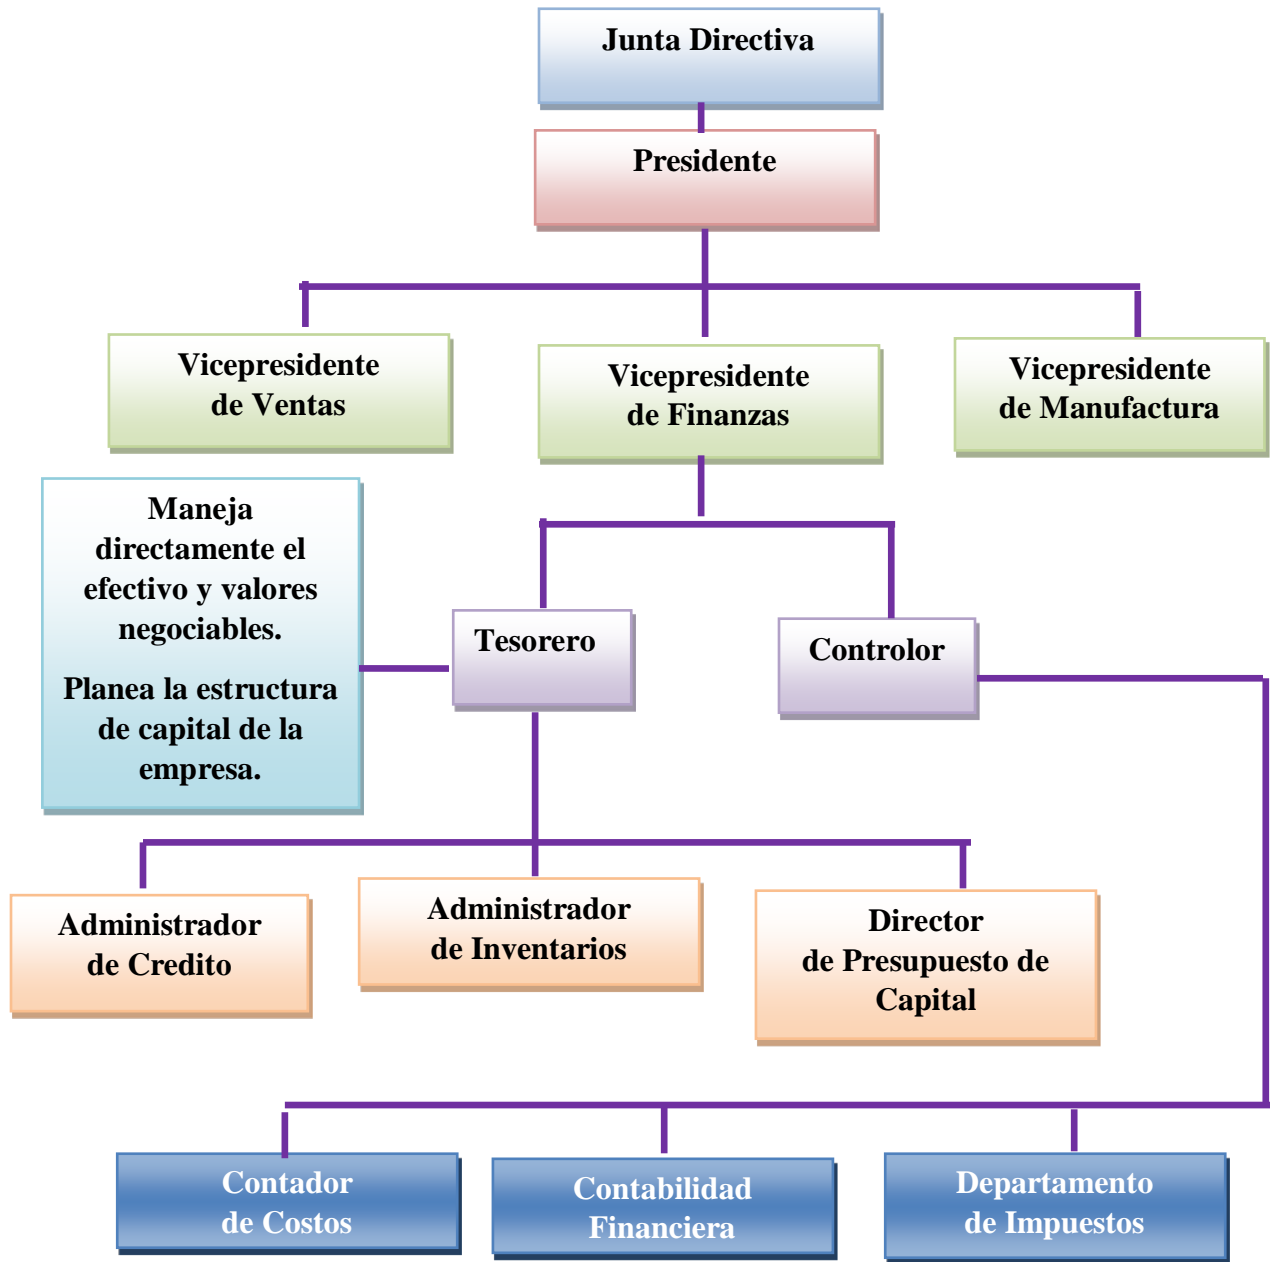 Junta Directiva
Presidente
Vicepresidente
de Ventas
Vicepresidente
de Finanzas
Vicepresidente
de Manufactura
Maneja
directamente el
efectivo y valores
negociables.
Planea la estructura
de capital de la
empresa.
Tesorero
Controlor
Administrador
de Credito
Administrador
de Inventarios
Director
de Presupuesto de
Capital
Contador
de Costos
Contabilidad
Financiera
Departamento
de Impuestos